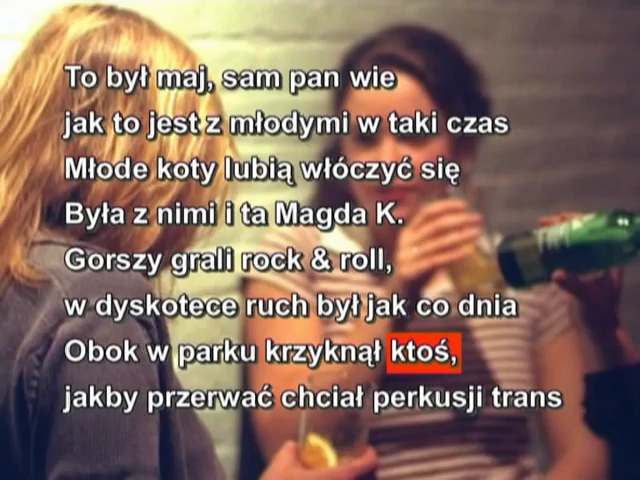 To był maj, sam pan wie
jak to jest z młodymi w taki czas
Młode koty lubią włóczyć się
Była z nimi i ta Magda K.
Gorszy grali rock & roll,
w dyskotece ruch był jak co dnia
Obok w parku krzyknął ktoś,
jakby przerwać chciał perkusji trans